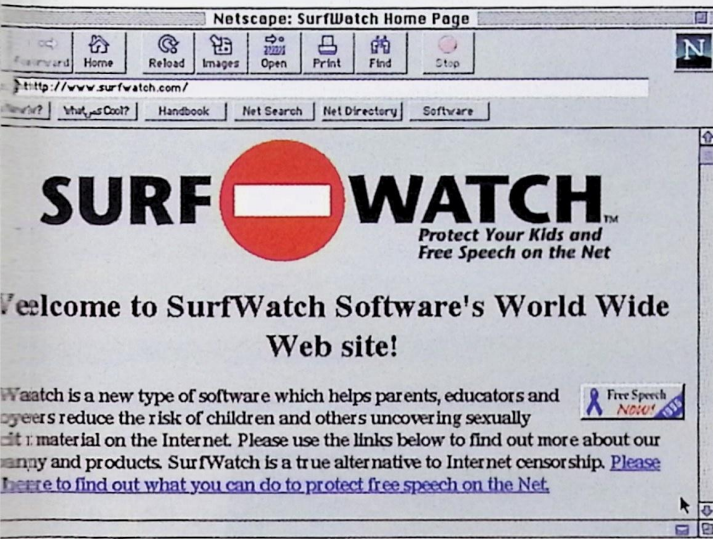 Netscape: SurfWatch Home Page
Home Reload Images Open Print Find Stop
http://www.surfwatch.com/
Cool? Handbook Net Search Net Directory Software
N
SURF WATCH™
Protect Your Kids and
Free Speech on the Net
Welcome to SurfWatch Software's World Wide
Web site!
Free Speech
NOW!
is a new type of software which helps parents, educators and
reduce the risk of children and others uncovering sexually
material on the Internet. Please use the links below to find out more about our
and products. SurfWatch is a true alternative to Internet censorship. Please
to find out what you can do to protect free speech on the Net.